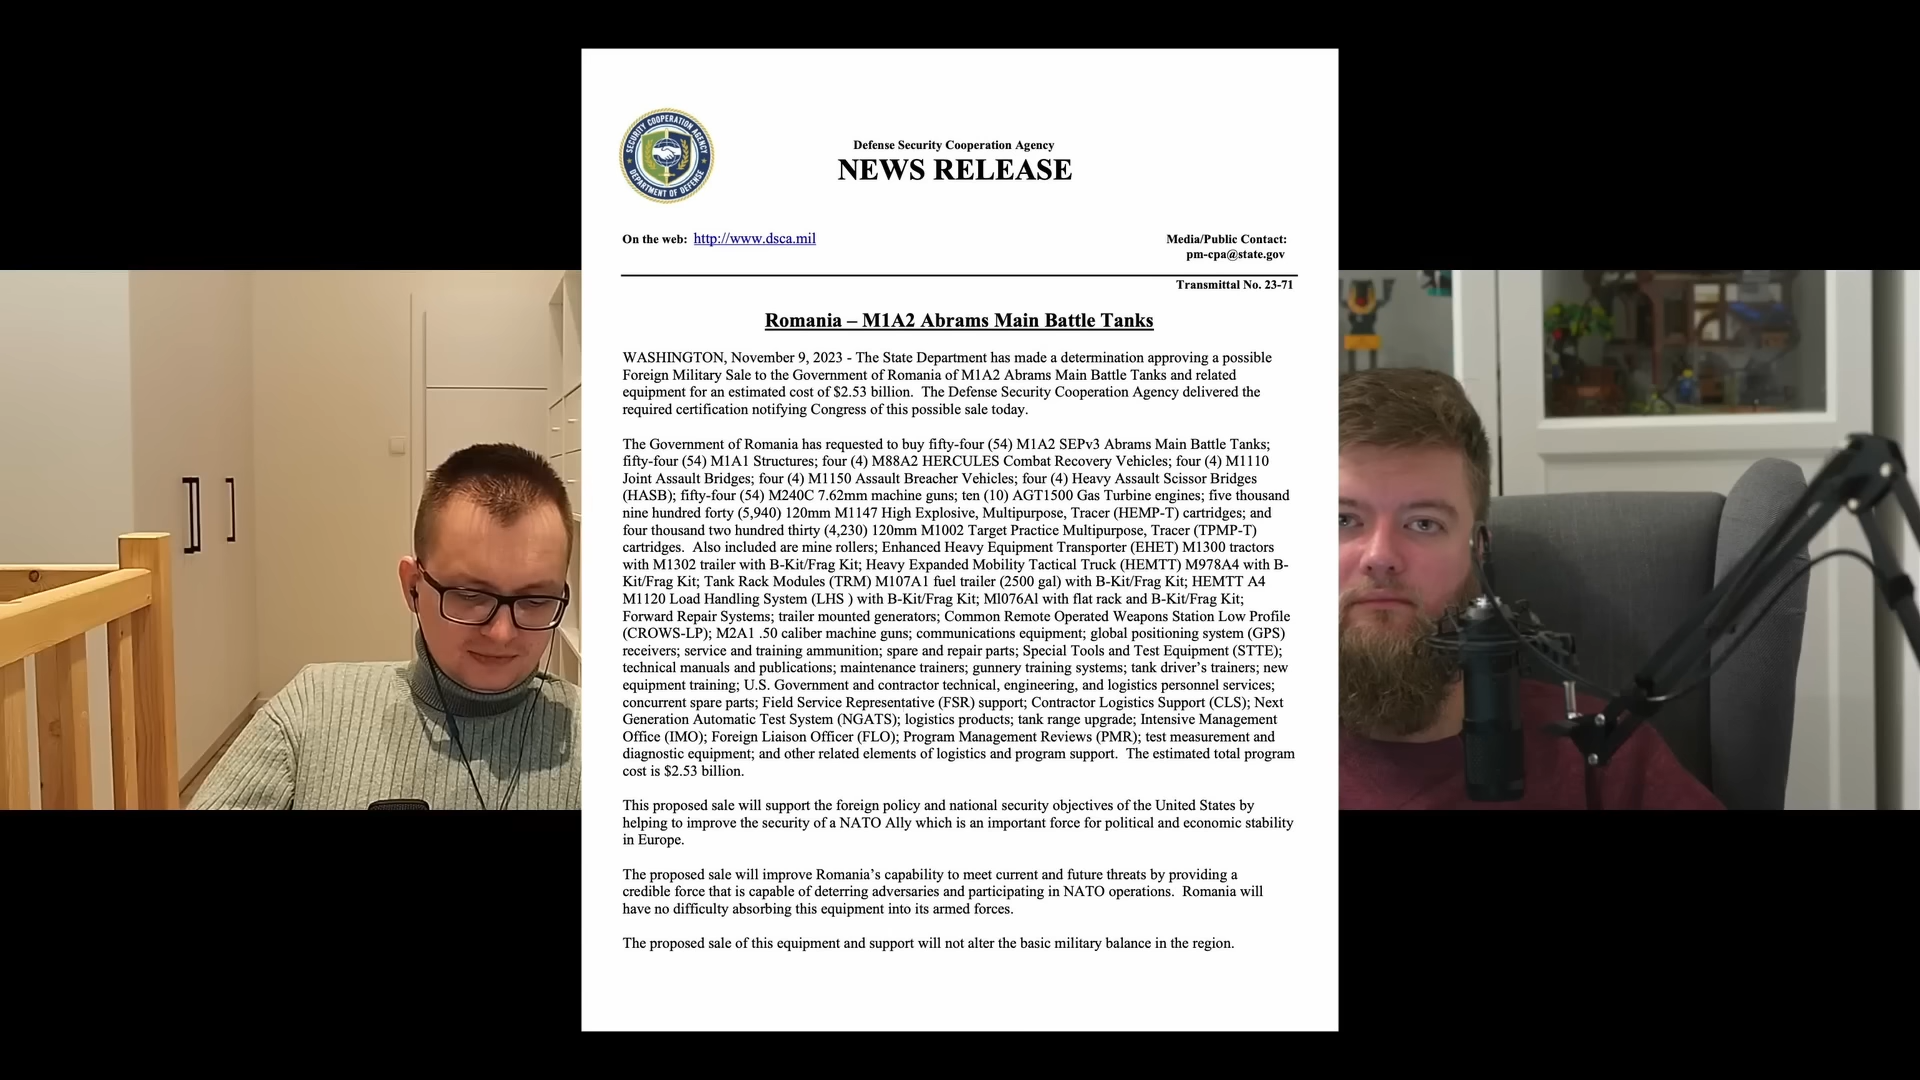 SECURITY COOPERATION AGENCY
DEPARTMENT OF DEFENSE
Defense Security Cooperation Agency
NEWS RELEASE
On the web: http://www.dsca.mil
Media/Public Contact:
pm-cpa@state.gov
Transmittal No. 23-71
Romania – M1A2 Abrams Main Battle Tanks
WASHINGTON, November 9, 2023 - The State Department has made a determination approving a possible
Foreign Military Sale to the Government of Romania of M1A2 Abrams Main Battle Tanks and related
equipment for an estimated cost of $2.53 billion. The Defense Security Cooperation Agency delivered the
required certification notifying Congress of this possible sale today.
The Government of Romania has requested to buy fifty-four (54) M1A2 SEPv3 Abrams Main Battle Tanks;
fifty-four (54) M1A1 Structures; four (4) M88A2 HERCULES Combat Recovery Vehicles; four (4) M1110
Joint Assault Bridges; four (4) M1150 Assault Breacher Vehicles; four (4) Heavy Assault Scissor Bridges
(HASB); fifty-four (54) M240C 7.62mm machine guns; ten (10) AGT1500 Gas Turbine engines; five thousand
nine hundred forty (5,940) 120mm M1147 High Explosive, Multipurpose, Tracer (HEMP-T) cartridges; and
four thousand two hundred thirty (4,230) 120mm M1002 Target Practice Multipurpose, Tracer (TPMP-T)
cartridges. Also included are mine rollers; Enhanced Heavy Equipment Transporter (EHET) M1300 tractors
with M1302 trailer with B-Kit/Frag Kit; Heavy Expanded Mobility Tactical Truck (HEMTT) M978A4 with B-
Kit/Frag Kit; Tank Rack Modules (TRM) M107A1 fuel trailer (2500 gal) with B-Kit/Frag Kit; HEMTT A4
M1120 Load Handling System (LHS ) with B-Kit/Frag Kit; Ml076Al with flat rack and B-Kit/Frag Kit;
Forward Repair Systems; trailer mounted generators; Common Remote Operated Weapons Station Low Profile
(CROWS-LP); M2A1 .50 caliber machine guns; communications equipment; global positioning system (GPS)
receivers; service and training ammunition; spare and repair parts; Special Tools and Test Equipment (STTE);
technical manuals and publications; maintenance trainers; gunnery training systems; tank driver’s trainers; new
equipment training; U.S. Government and contractor technical, engineering, and logistics personnel services;
concurrent spare parts; Field Service Representative (FSR) support; Contractor Logistics Support (CLS); Next
Generation Automatic Test System (NGATS); logistics products; tank range upgrade; Intensive Management
Office (IMO); Foreign Liaison Officer (FLO); Program Management Reviews (PMR); test measurement and
diagnostic equipment; and other related elements of logistics and program support. The estimated total program
cost is $2.53 billion.
This proposed sale will support the foreign policy and national security objectives of the United States by
helping to improve the security of a NATO Ally which is an important force for political and economic stability
in Europe.
The proposed sale will improve Romania’s capability to meet current and future threats by providing a
credible force that is capable of deterring adversaries and participating in NATO operations. Romania will
have no difficulty absorbing this equipment into its armed forces.
The proposed sale of this equipment and support will not alter the basic military balance in the region.